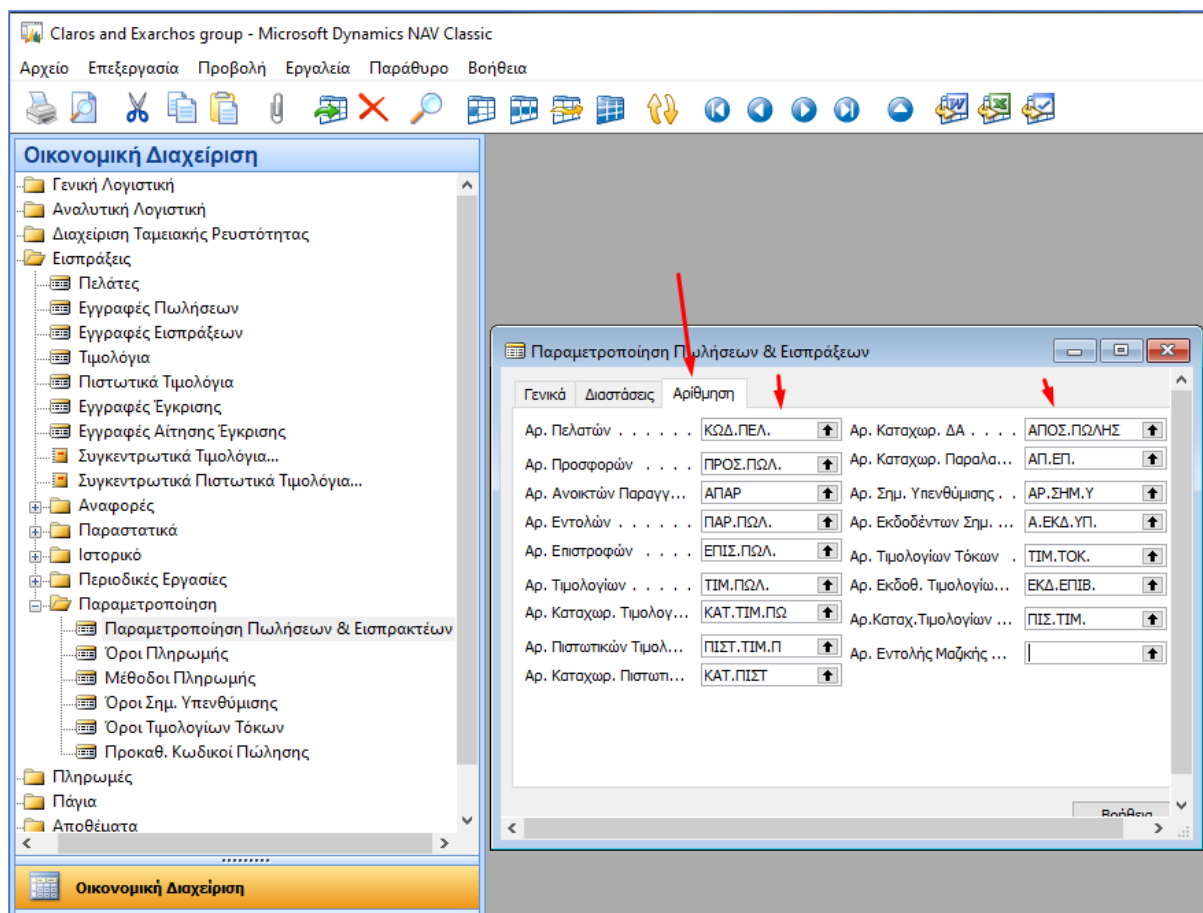 Claros and Exarchos group - Microsoft Dynamics NAV Classic
Αρχείο Επεξεργασία Προβολή Εργαλεία Παράθυρο Βοήθεια
Οικονομική Διαχείριση
Γενική Λογιστική
Αναλυτική Λογιστική
Διαχείριση Ταμειακής Ρευστότητας
Εισπράξεις
Πελάτες
Εγγραφές Πωλήσεων
Εγγραφές Εισπράξεων
Τιμολόγια
Πιστωτικά Τιμολόγια
Εγγραφές Έγκρισης
Εγγραφές Αίτησης Έγκρισης
Συγκεντρωτικά Τιμολόγια...
Συγκεντρωτικά Πιστωτικά Τιμολόγια...
Αναφορές
Παραστατικά
Ιστορικό
Περιοδικές Εργασίες
Παραμετροποίηση
Παραμετροποίηση Πωλήσεων & Εισπρακτέων
Όροι Πληρωμής
Μέθοδοι Πληρωμής
Όροι Σημ. Υπενθύμισης
Όροι Τιμολογίων Τόκων
Προκαθ. Κωδικοί Πώλησης
Πληρωμές
Πάγια
Αποθέματα
Οικονομική Διαχείριση
Παραμετροποίηση Πωλήσεων & Εισπράξεων
Γενικά Διαστάσεις Αρίθμηση
Αρ. Πελατών . . . . . . ΚΩΔ.ΠΕΛ. Αρ. Καταχωρ. ΔΑ . . . . ΑΠΟΣ.ΠΩΛΗΣ
Αρ. Προσφορών . . . . ΠΡΟΣ.ΠΩΛ. Αρ. Καταχωρ. Παραλα... ΑΠ.ΕΠ.
Αρ. Ανοικτών Παραγγ... ΑΠΑΡ Αρ. Σημ. Υπενθύμισης . . ΑΡ.ΣΗΜ.Υ
Αρ. Εντολών . . . . . . ΠΑΡ.ΠΩΛ. Αρ. Εκδοδέντων Σημ. ... Α.ΕΚΔ.ΥΠ.
Αρ. Επιστροφών . . . . ΕΠΙΣ.ΠΩΛ. Αρ. Τιμολογίων Τόκων . ΤΙΜ.ΤΟΚ.
Αρ. Τιμολογίων . . . . . ΤΙΜ.ΠΩΛ. Αρ. Εκδοθ. Τιμολογίω... ΕΚΔ.ΕΠΙΒ.
Αρ. Καταχωρ. Τιμολογ... ΚΑΤ.ΤΙΜ.ΠΩ Αρ.Καταχ.Τιμολογίων ... ΠΙΣ.ΤΙΜ.
Αρ. Πιστωτικών Τιμολ... ΠΙΣΤ.ΤΙΜ.Π Αρ. Εντολής Μαζικής ...
Αρ. Καταχωρ. Πιστωτι... ΚΑΤ.ΠΙΣΤ
Βοήθεια